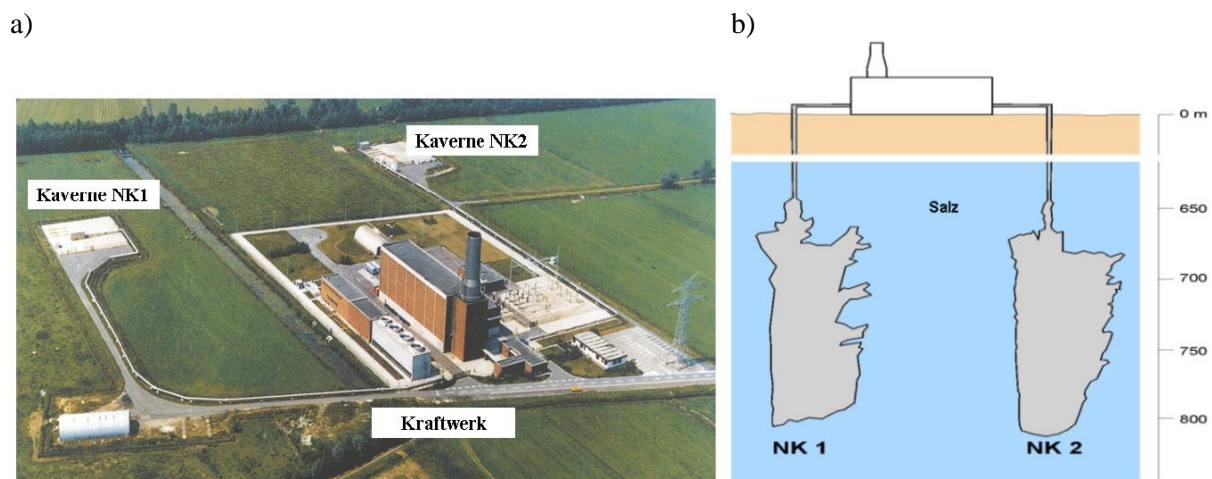 a)
b)
Kaverne NK2
Kaverne NK1
Kraftwerk
0 m
Salz
650
700
750
800
NK 1
NK 2